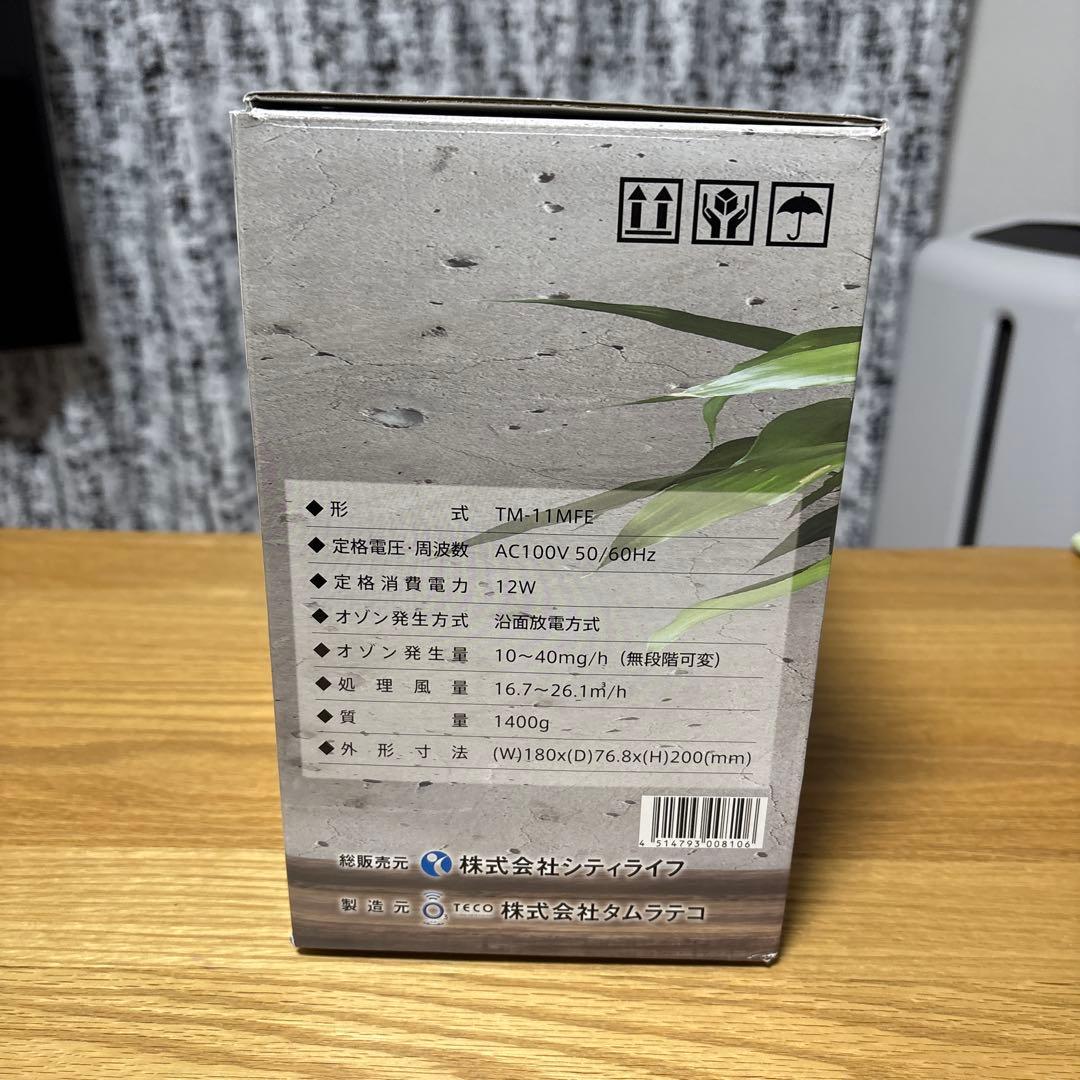 ◆形式 TM-11MFE
◆定格電圧・周波数 AC100V 50/60Hz
◆定格消費電力 12W
◆オゾン発生方式 沿面放電方式
◆オゾン発生量 10〜40mg/h（無段階可変）
◆処理風量 16.7〜26.1㎥/h
◆質量 1400g
◆外形寸法 (W)180x(D)76.8x(H)200(mm)
4 514793 008106
総販売元 株式会社シティライフ
製造元 TECO 株式会社タムラテコ